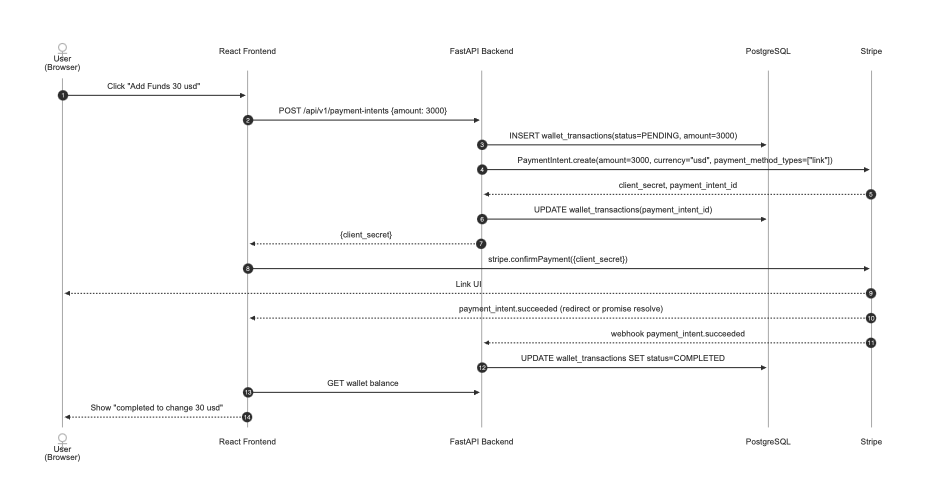 User
(Browser)
React Frontend
FastAPI Backend
PostgreSQL
Stripe
Click "Add Funds 30 usd"
1
POST /api/v1/payment-intents {amount: 3000}
2
INSERT wallet_transactions(status=PENDING, amount=3000)
3
PaymentIntent.create(amount=3000, currency="usd", payment_method_types=["link"])
4
client_secret, payment_intent_id
5
UPDATE wallet_transactions(payment_intent_id)
6
{client_secret}
7
stripe.confirmPayment({client_secret})
8
Link UI
9
payment_intent.succeeded (redirect or promise resolve)
10
webhook payment_intent.succeeded
11
UPDATE wallet_transactions SET status=COMPLETED
12
GET wallet balance
13
Show "completed to change 30 usd"
14
User
(Browser)
React Frontend
FastAPI Backend
PostgreSQL
Stripe